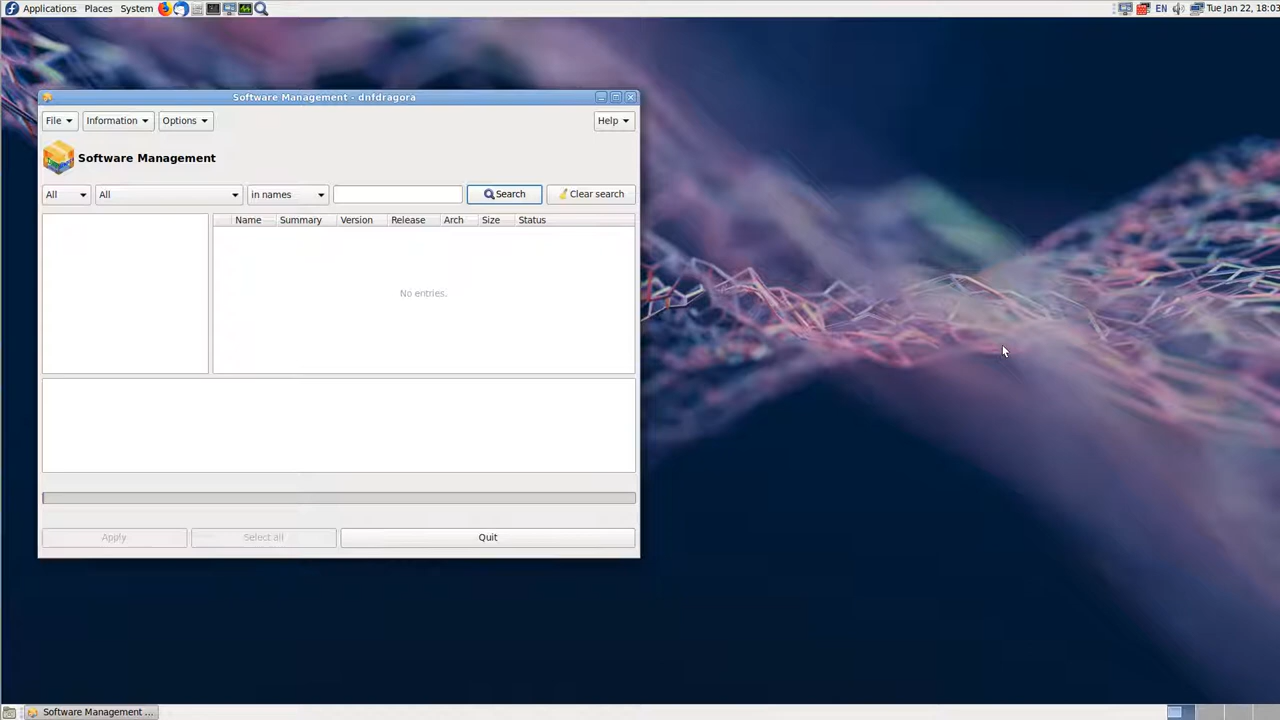 Applications Places System EN Tue Jan 22, 18:03
Software Management - dnfdragora
File Information Options Help
Software Management
All All in names Search Clear search
Name Summary Version Release Arch Size Status
No entries.
Apply Select all Quit
Software Management ...